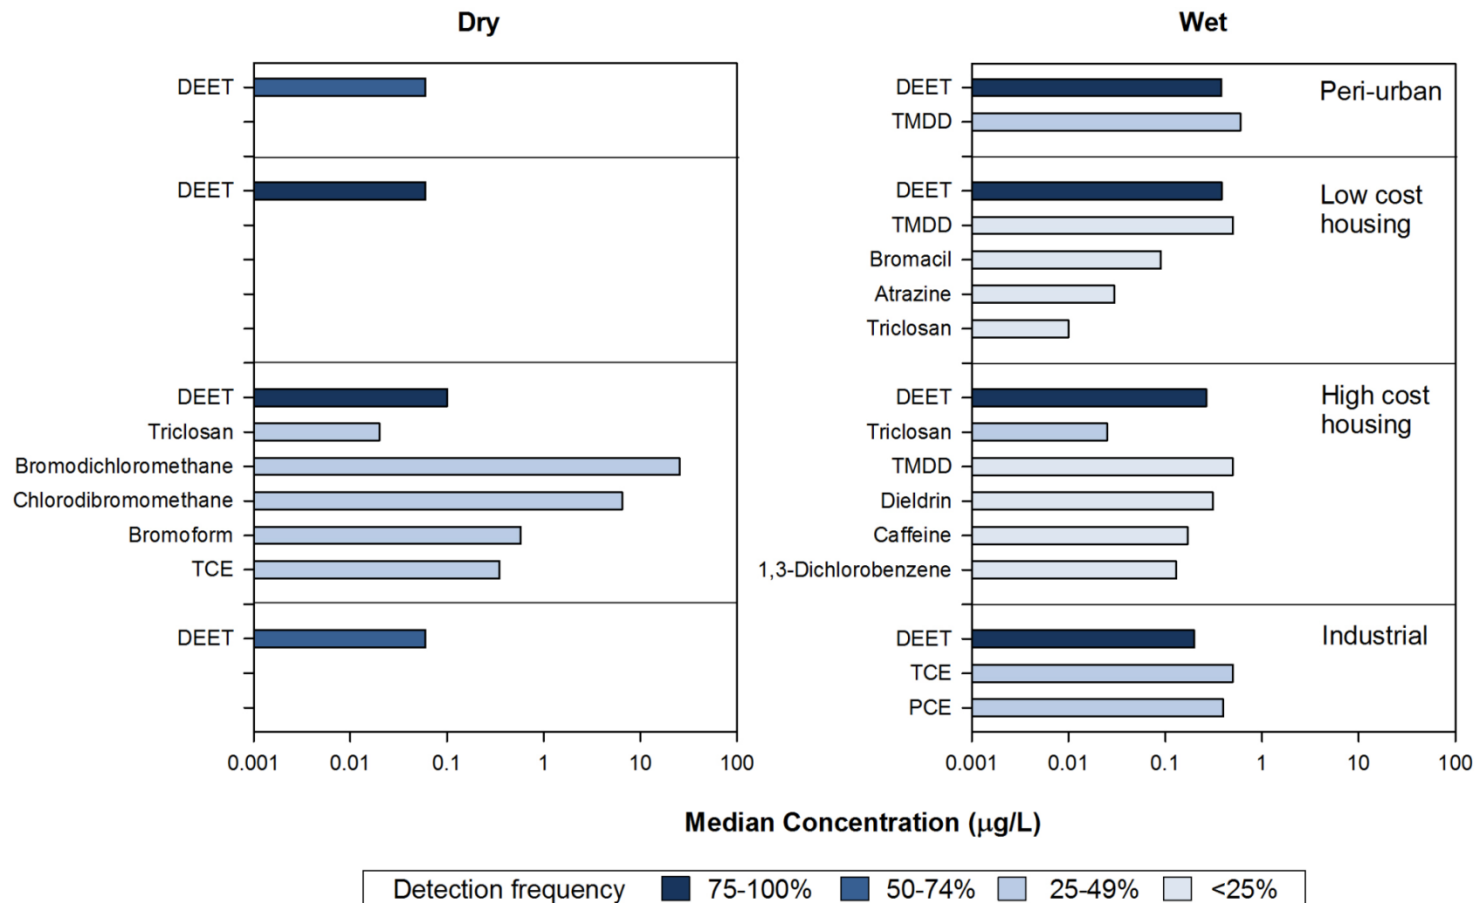 Dry
Wet
DEET
DEET
DEET
Triclosan
Bromodichloromethane
Chlorodibromomethane
Bromoform
TCE
DEET
0.001 0.01 0.1 1 10 100
DEET
TMDD
Peri-urban
DEET
TMDD
Bromacil
Atrazine
Triclosan
Low cost
housing
DEET
Triclosan
TMDD
Dieldrin
Caffeine
1,3-Dichlorobenzene
High cost
housing
DEET
TCE
PCE
Industrial
0.001 0.01 0.1 1 10 100
Median Concentration (µg/L)
Detection frequency 75-100% 50-74% 25-49% <25%